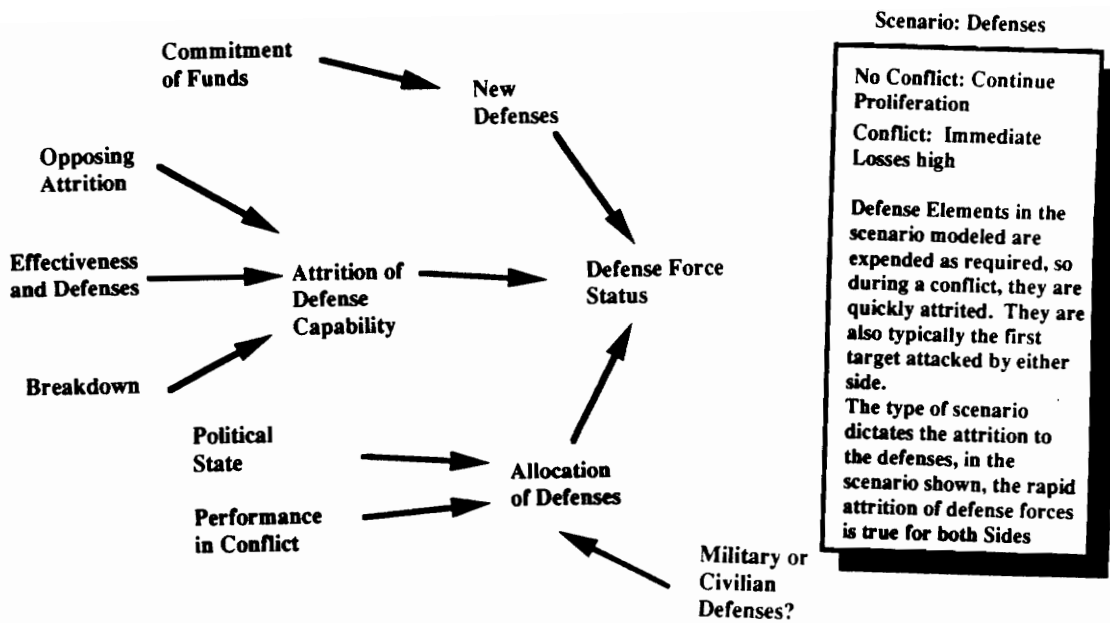 Scenario: Defenses
Commitment
of Funds
New
Defenses
Opposing
Attrition
Effectiveness
and Defenses
Attrition of
Defense
Capability
Defense Force
Status
Breakdown
Political
State
Allocation
of Defenses
Performance
in Conflict
Military or
Civilian
Defenses?
No Conflict: Continue
Proliferation
Conflict: Immediate
Losses high
Defense Elements in the
scenario modeled are
expended as required, so
during a conflict, they are
quickly attrited. They are
also typically the first
target attacked by either
side.
The type of scenario
dictates the attrition to
the defenses, in the
scenario shown, the rapid
attrition of defense forces
is true for both Sides